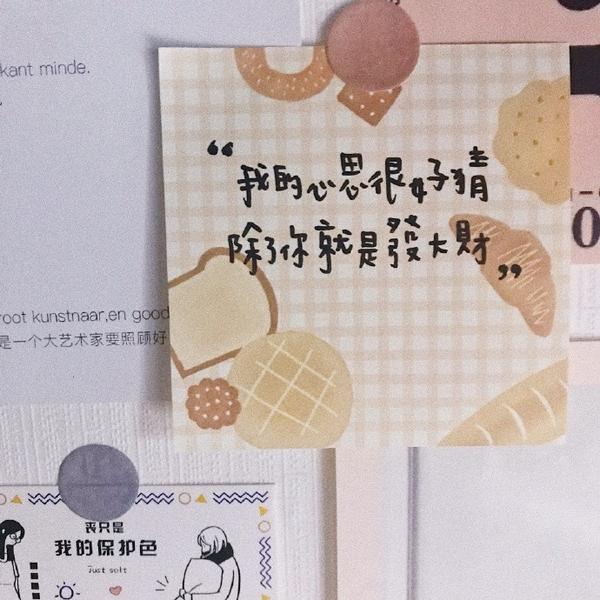 kant minde.
“我的心思很好猜
除了你就是發大財”
root kunstnaar,en good
是一个大艺术家要照顾好
丧只是
我的保护色
Just salt